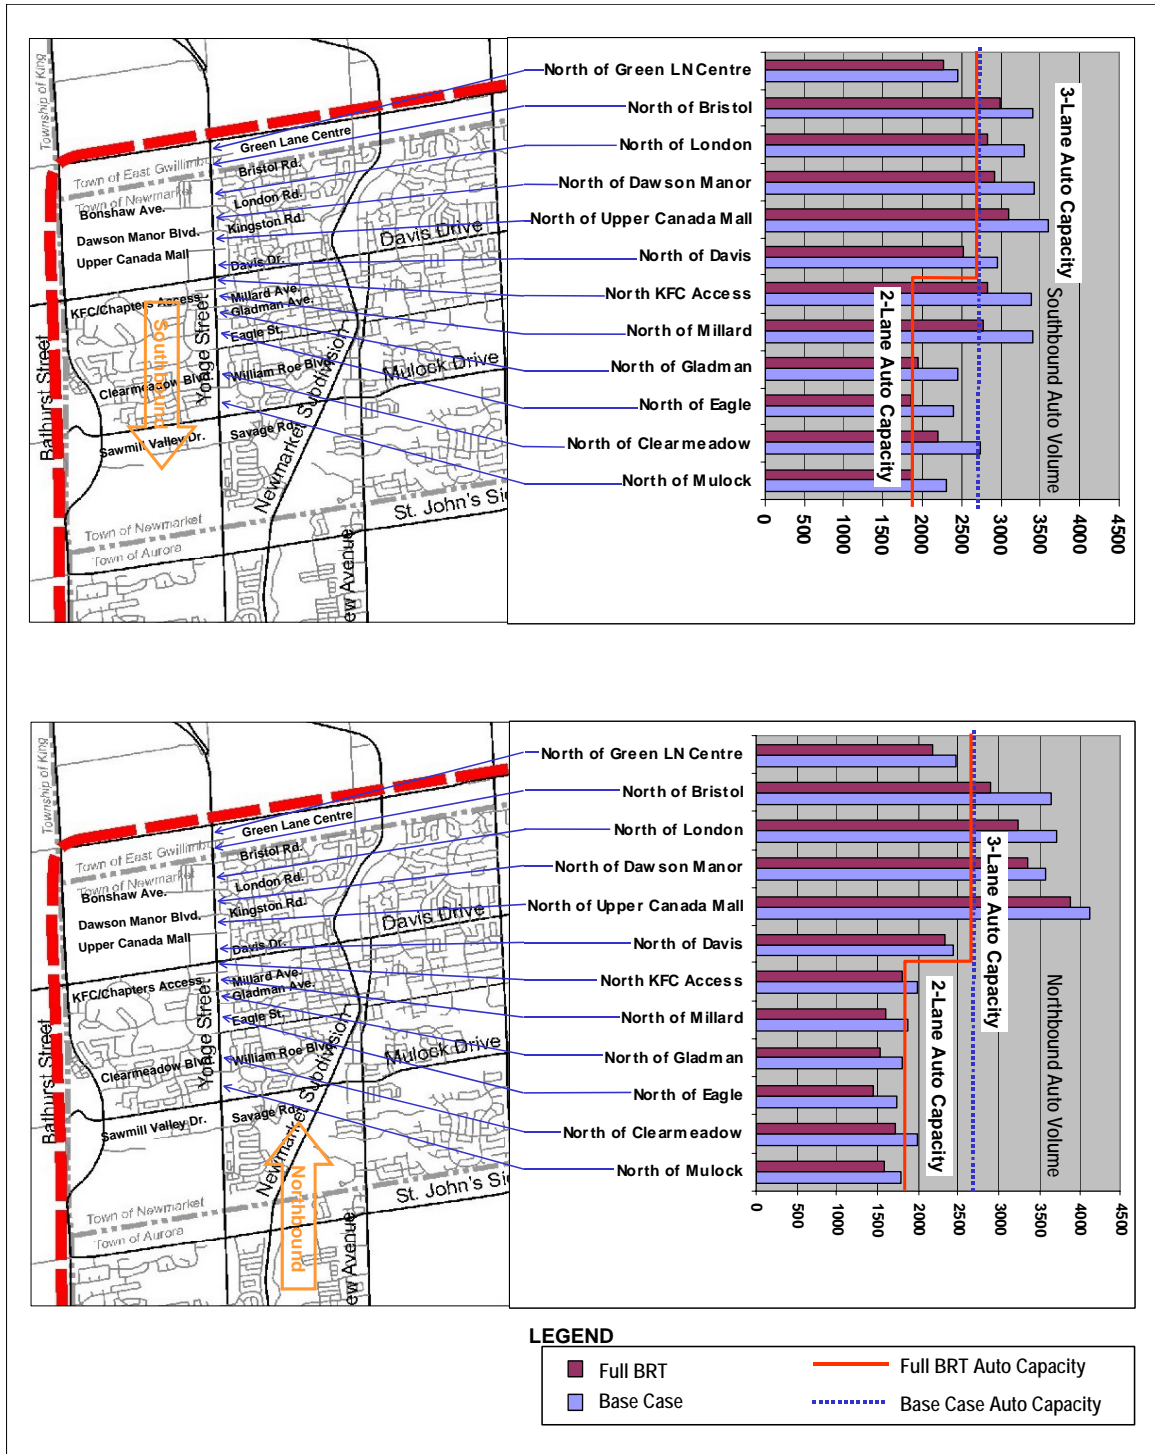 Township of King
Green Lane Centre
Town of East Gwillimbury
Town of Newmarket
Bristol Rd.
Bonshaw Ave.
London Rd.
Dawson Manor Blvd.
Kingston Rd.
Upper Canada Mall
Davis Dr.
Davis Drive
KFC/Chapters Access
Millard Ave.
Gladman Ave.
Eagle St.
Yonge Street
Bathurst Street
Southbound
Clearmeadow Blvd.
William Roe Blvd.
Mulock Drive
Sawmill Valley Dr.
Savage Rd.
Newmarket Subdivision
Town of Newmarket
Town of Aurora
St. John's Si
ew Avenue
North of Green LN Centre
North of Bristol
North of London
North of Dawson Manor
North of Upper Canada Mall
North of Davis
North KFC Access
North of Millard
North of Gladman
North of Eagle
North of Clearmeadow
North of Mulock
3-Lane Auto Capacity
2-Lane Auto Capacity
Southbound Auto Volume
0
500
1000
1500
2000
2500
3000
3500
4000
4500
Township of King
Green Lane Centre
Town of East Gwillimbury
Town of Newmarket
Bristol Rd.
Bonshaw Ave.
London Rd.
Dawson Manor Blvd.
Kingston Rd.
Upper Canada Mall
Davis Dr.
Davis Drive
KFC/Chapters Access
Millard Ave.
Gladman Ave.
Eagle St.
Yonge Street
Bathurst Street
Clearmeadow Blvd.
William Roe Blvd.
Mulock Drive
Sawmill Valley Dr.
Savage Rd.
Newmarket Subdivision
Northbound
Town of Newmarket
Town of Aurora
St. John's Si
ew Avenue
North of Green LN Centre
North of Bristol
North of London
North of Dawson Manor
North of Upper Canada Mall
North of Davis
North KFC Access
North of Millard
North of Gladman
North of Eagle
North of Clearmeadow
North of Mulock
3-Lane Auto Capacity
2-Lane Auto Capacity
Northbound Auto Volume
0
500
1000
1500
2000
2500
3000
3500
4000
4500
LEGEND
Full BRT
Full BRT Auto Capacity
Base Case
Base Case Auto Capacity